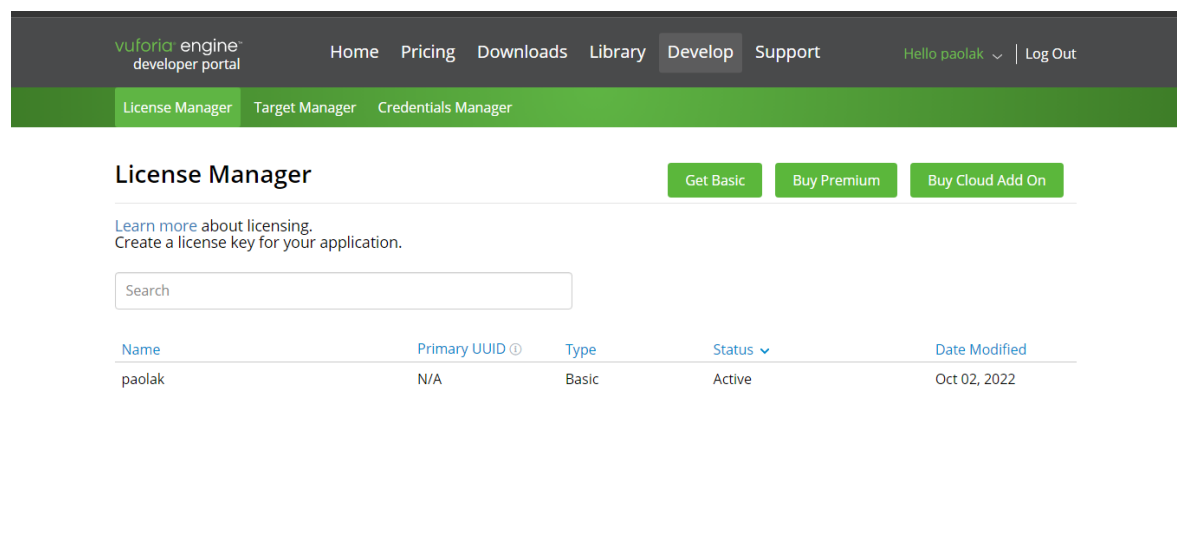 vuforia engine™ Home Pricing Downloads Library Develop Support Hello paolak Log Out
developer portal
License Manager Target Manager Credentials Manager
License Manager Get Basic Buy Premium Buy Cloud Add On
Learn more about licensing.
Create a license key for your application.
Search
Name Primary UUID Type Status Date Modified
paolak N/A Basic Active Oct 02, 2022